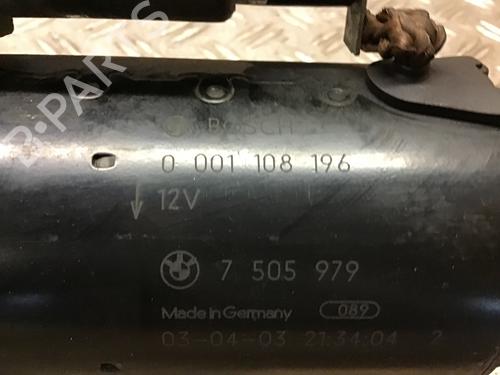 BOSCH
0 001 108 196
12V
7 505 979
Made in Germany 089
03-04-03 21:34:04 2
B-PARTS